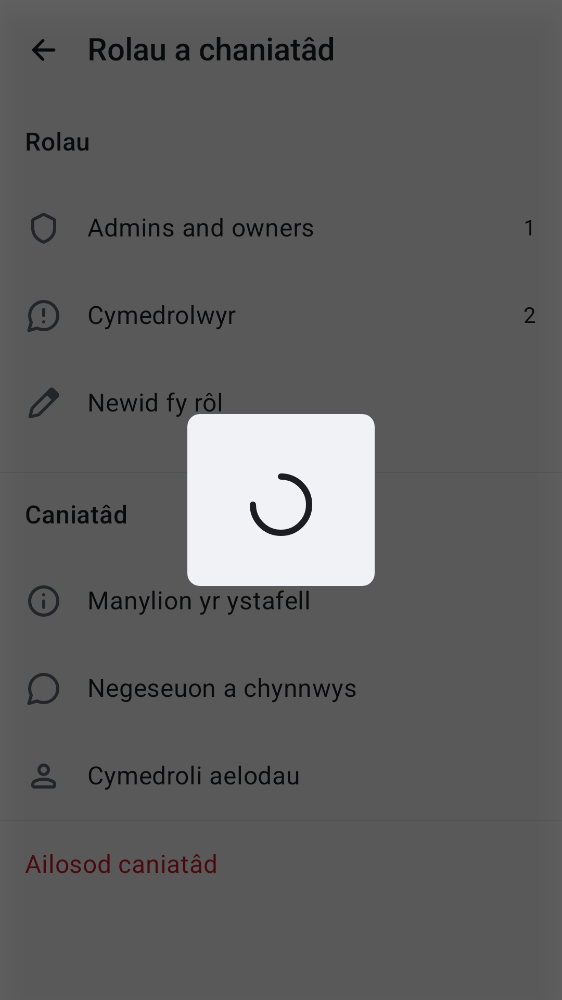 Rolau a chaniatâd
Rolau
Admins and owners 1
Cymedrolwyr 2
Newid fy rôl
Caniatâd
Manylion yr ystafell
Negeseuon a chynnwys
Cymedroli aelodau
Ailosod caniatâd